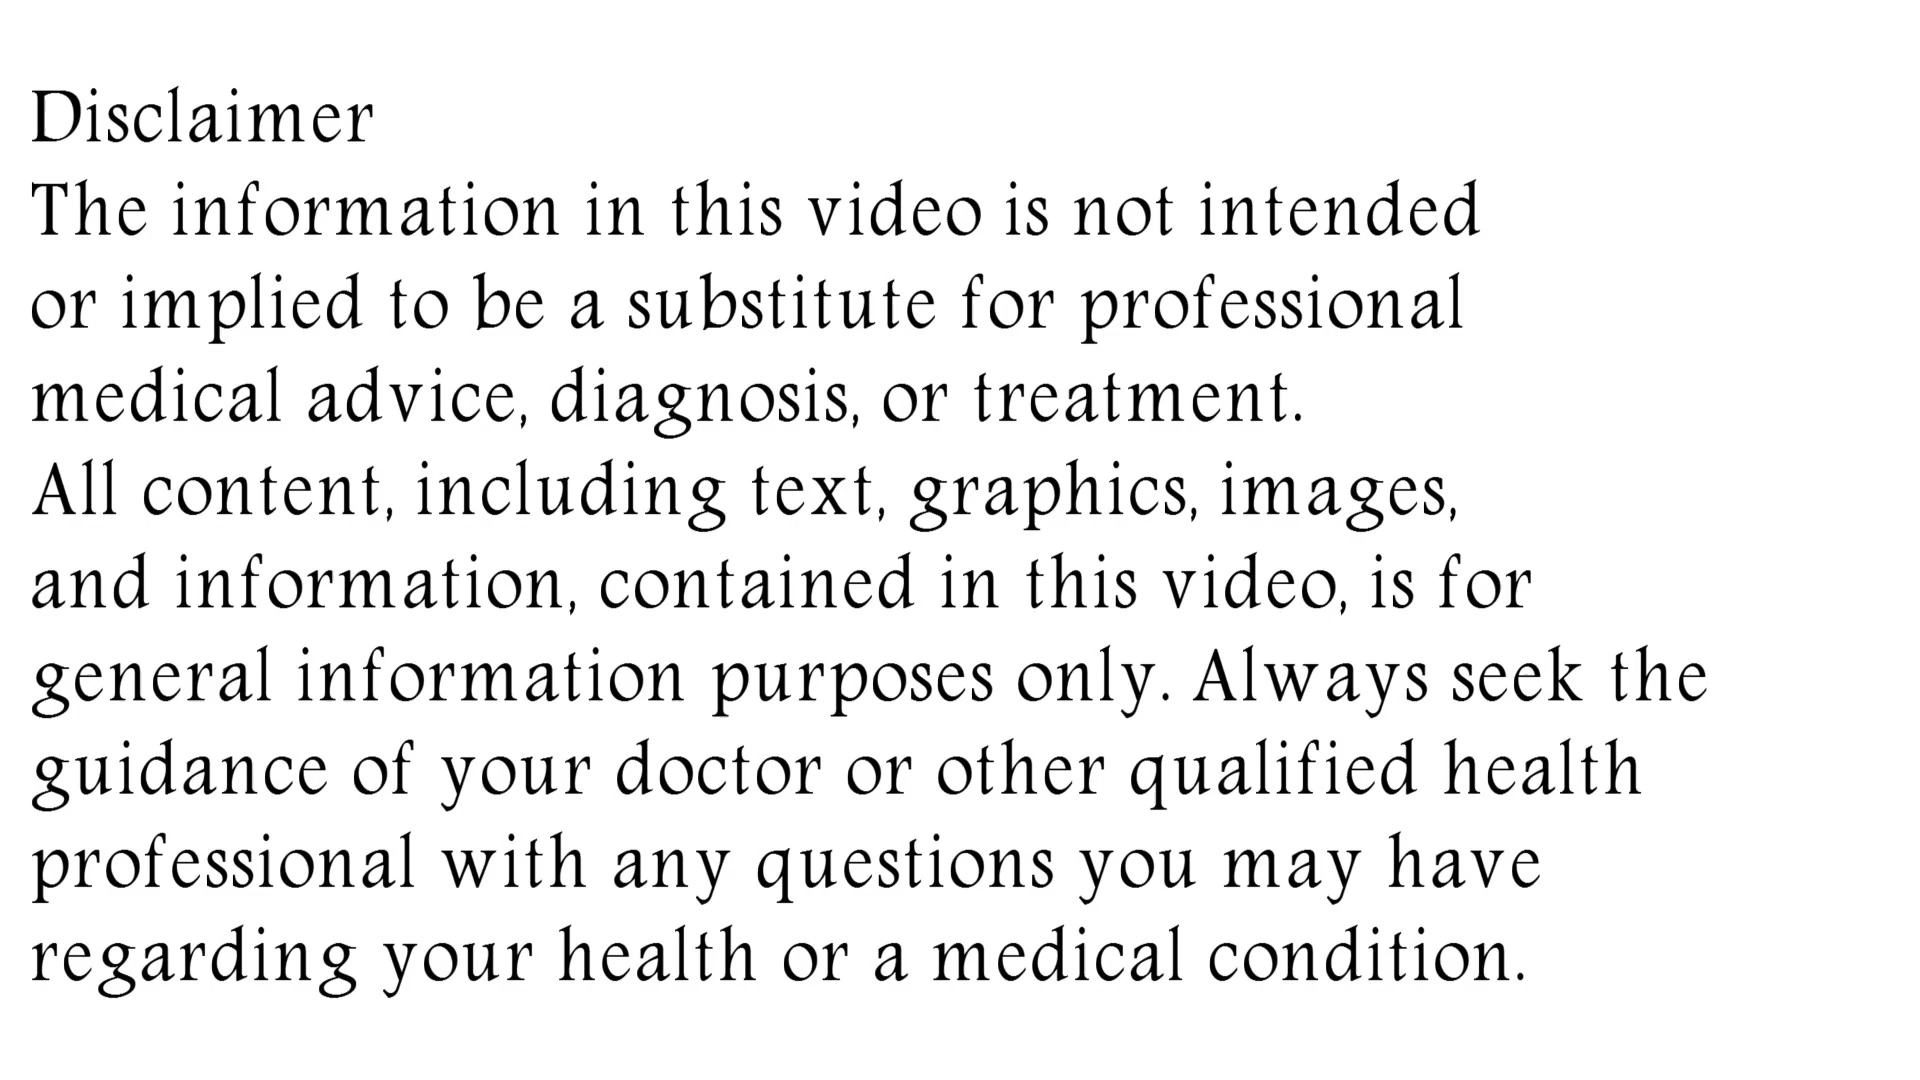 Disclaimer
The information in this video is not intended
or implied to be a substitute for professional
medical advice, diagnosis, or treatment.
All content, including text, graphics, images,
and information, contained in this video, is for
general information purposes only. Always seek the
guidance of your doctor or other qualified health
professional with any questions you may have
regarding your health or a medical condition.